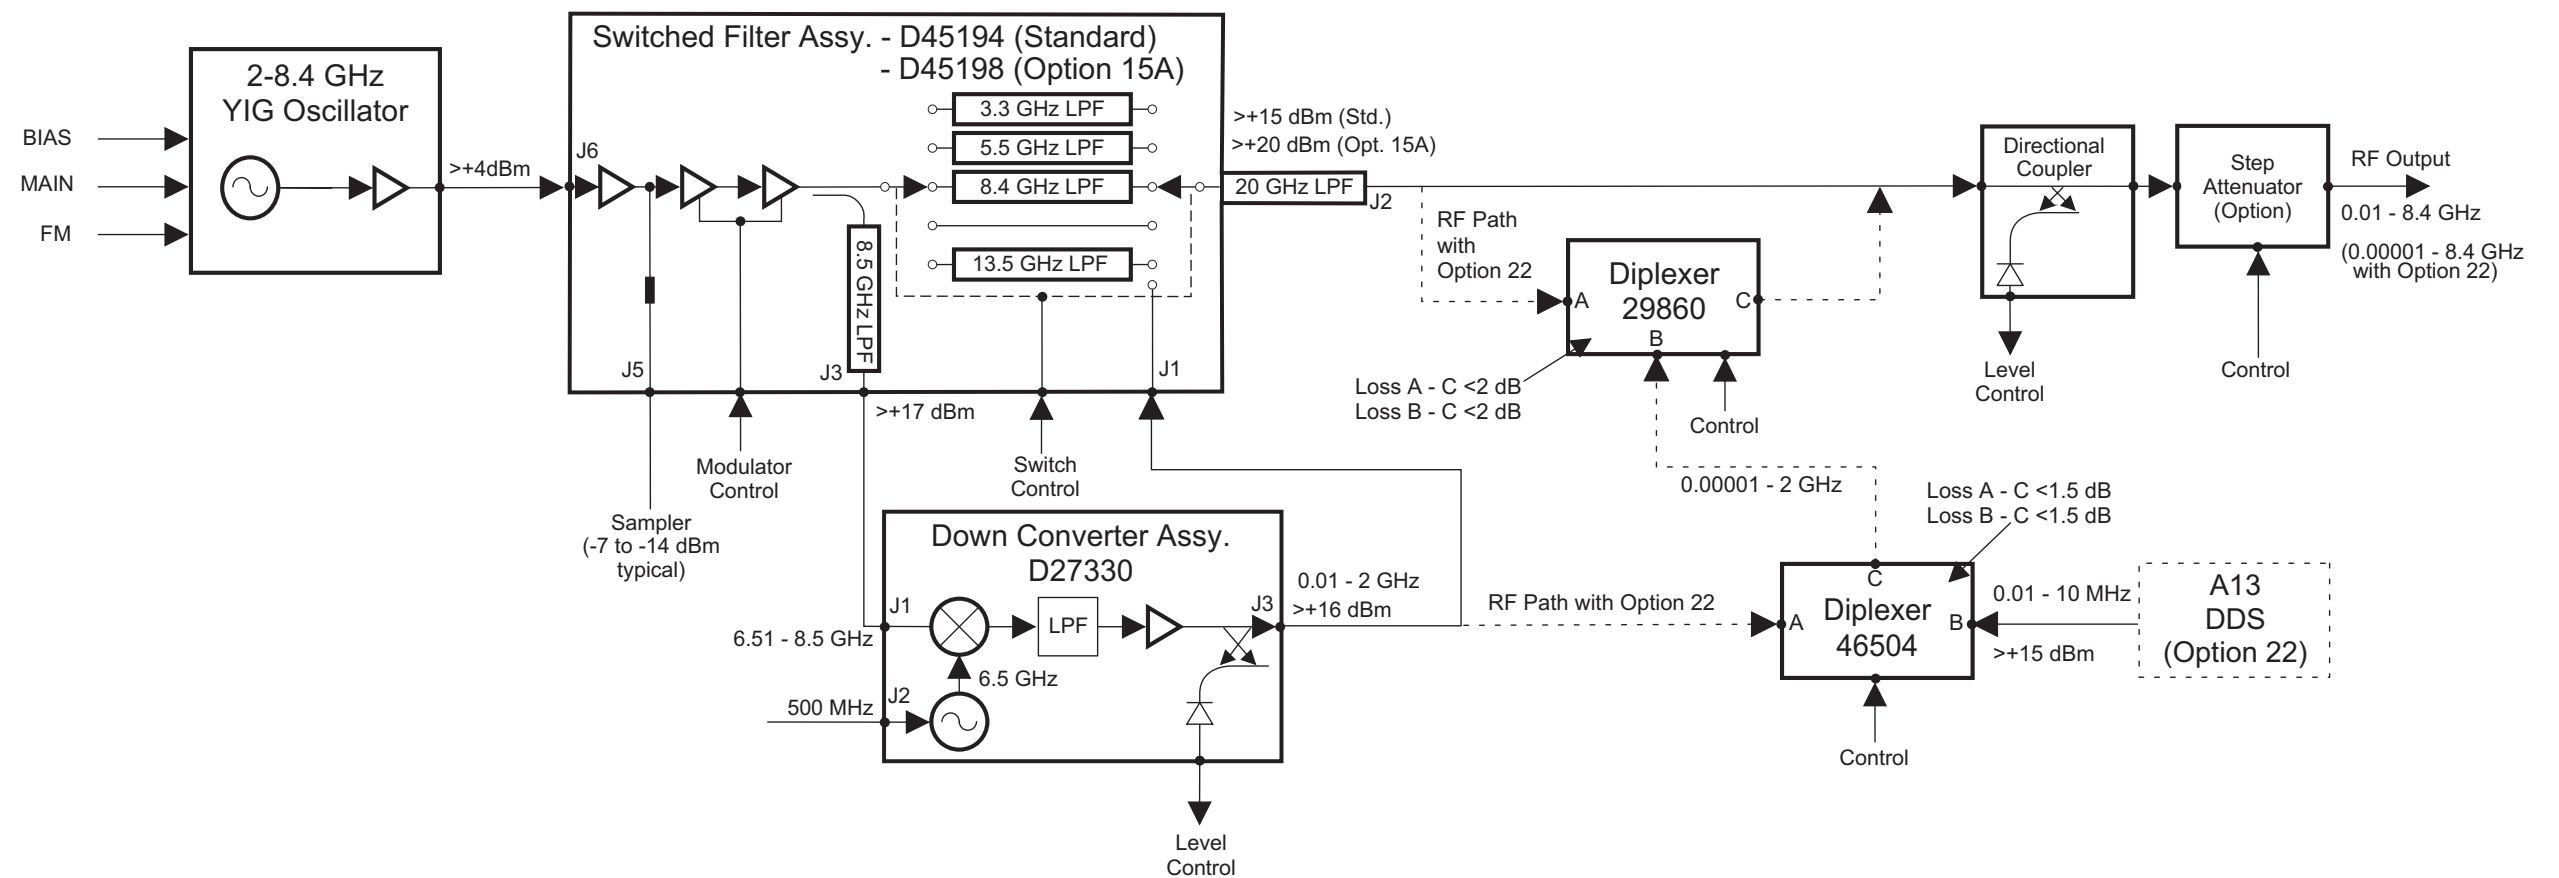 Switched Filter Assy. - D45194 (Standard)
- D45198 (Option 15A)
2-8.4 GHz
YIG Oscillator
BIAS
MAIN
FM
>+4dBm
J6
3.3 GHz LPF
5.5 GHz LPF
8.4 GHz LPF
13.5 GHz LPF
8.5 GHz LPF
J5
J3
J1
>+15 dBm (Std.)
>+20 dBm (Opt. 15A)
20 GHz LPF
J2
RF Path
with
Option 22
Diplexer
29860
A
B
C
Loss A - C <2 dB
Loss B - C <2 dB
Control
Directional
Coupler
Level
Control
Step
Attenuator
(Option)
Control
RF Output
0.01 - 8.4 GHz
(0.00001 - 8.4 GHz
with Option 22)
Sampler
(-7 to -14 dBm
typical)
Modulator
Control
>+17 dBm
Switch
Control
Down Converter Assy.
D27330
J1
6.51 - 8.5 GHz
500 MHz
J2
6.5 GHz
LPF
J3
0.01 - 2 GHz
>+16 dBm
Level
Control
RF Path with Option 22
0.00001 - 2 GHz
Loss A - C <1.5 dB
Loss B - C <1.5 dB
C
Diplexer
46504
A
B
Control
0.01 - 10 MHz
>+15 dBm
A13
DDS
(Option 22)